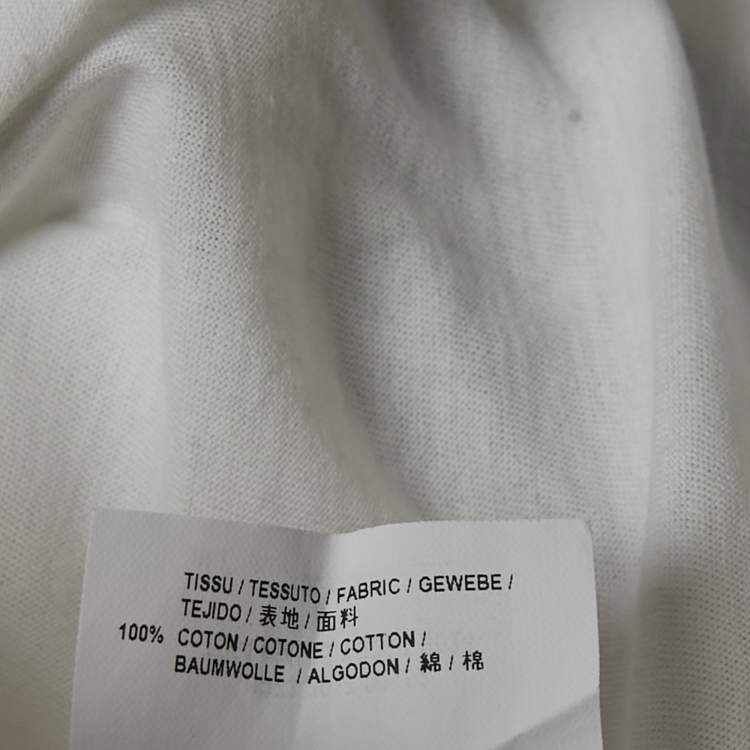 TISSU / TESSUTO / FABRIC / GEWEBE /
TEJIDO / 表地 / 面料
100% COTON / COTONE / COTTON /
BAUMWOLLE / ALGODON / 綿 / 棉